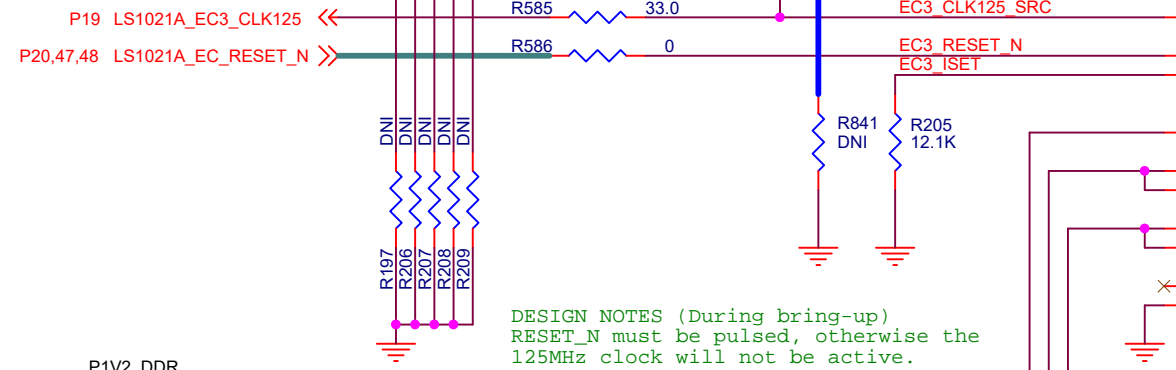 R585 33.0 EC3_CLK125_SRC
P19 LS1021A_EC3_CLK125
R586 0 EC3_RESET_N
P20,47,48 LS1021A_EC_RESET_N
EC3_ISET
DNI DNI DNI DNI DNI
R841 DNI
R205 12.1K
R197 R206 R207 R208 R209
DESIGN NOTES (During bring-up)
RESET_N must be pulsed, otherwise the
125MHz clock will not be active.
P1V2_DDR